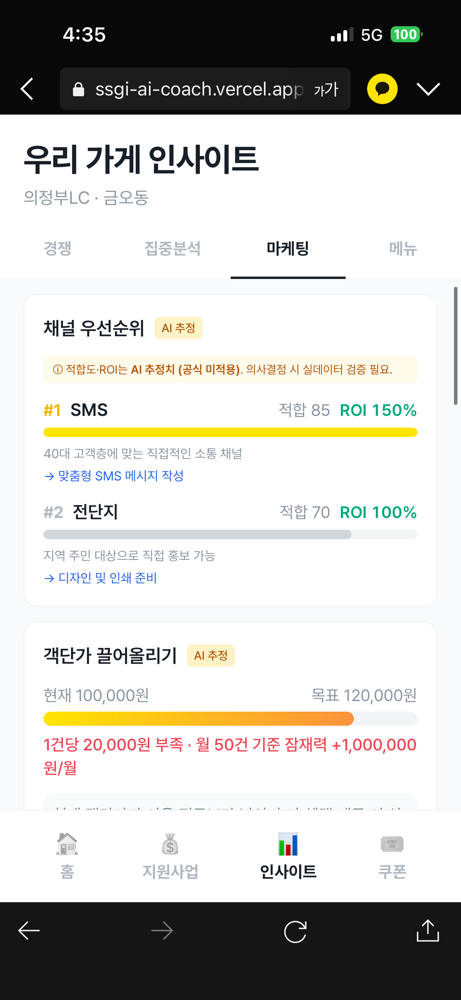 4:35
5G 100
ssgi-ai-coach.vercel.app 가가
우리 가게 인사이트
의정부LC · 금오동
경쟁 집중분석 마케팅 메뉴
채널 우선순위 AI 추정
ⓘ 적합도·ROI는 AI 추정치 (공식 미적용). 의사결정 시 실데이터 검증 필요.
#1 SMS 적합 85 ROI 150%
40대 고객층에 맞는 직접적인 소통 채널
→ 맞춤형 SMS 메시지 작성
#2 전단지 적합 70 ROI 100%
지역 주민 대상으로 직접 홍보 가능
→ 디자인 및 인쇄 준비
객단가 끌어올리기 AI 추정
현재 100,000원 목표 120,000원
1건당 20,000원 부족 · 월 50건 기준 잠재력 +1,000,000
원/월
ADMIT ONE
홈 지원사업 인사이트 쿠폰